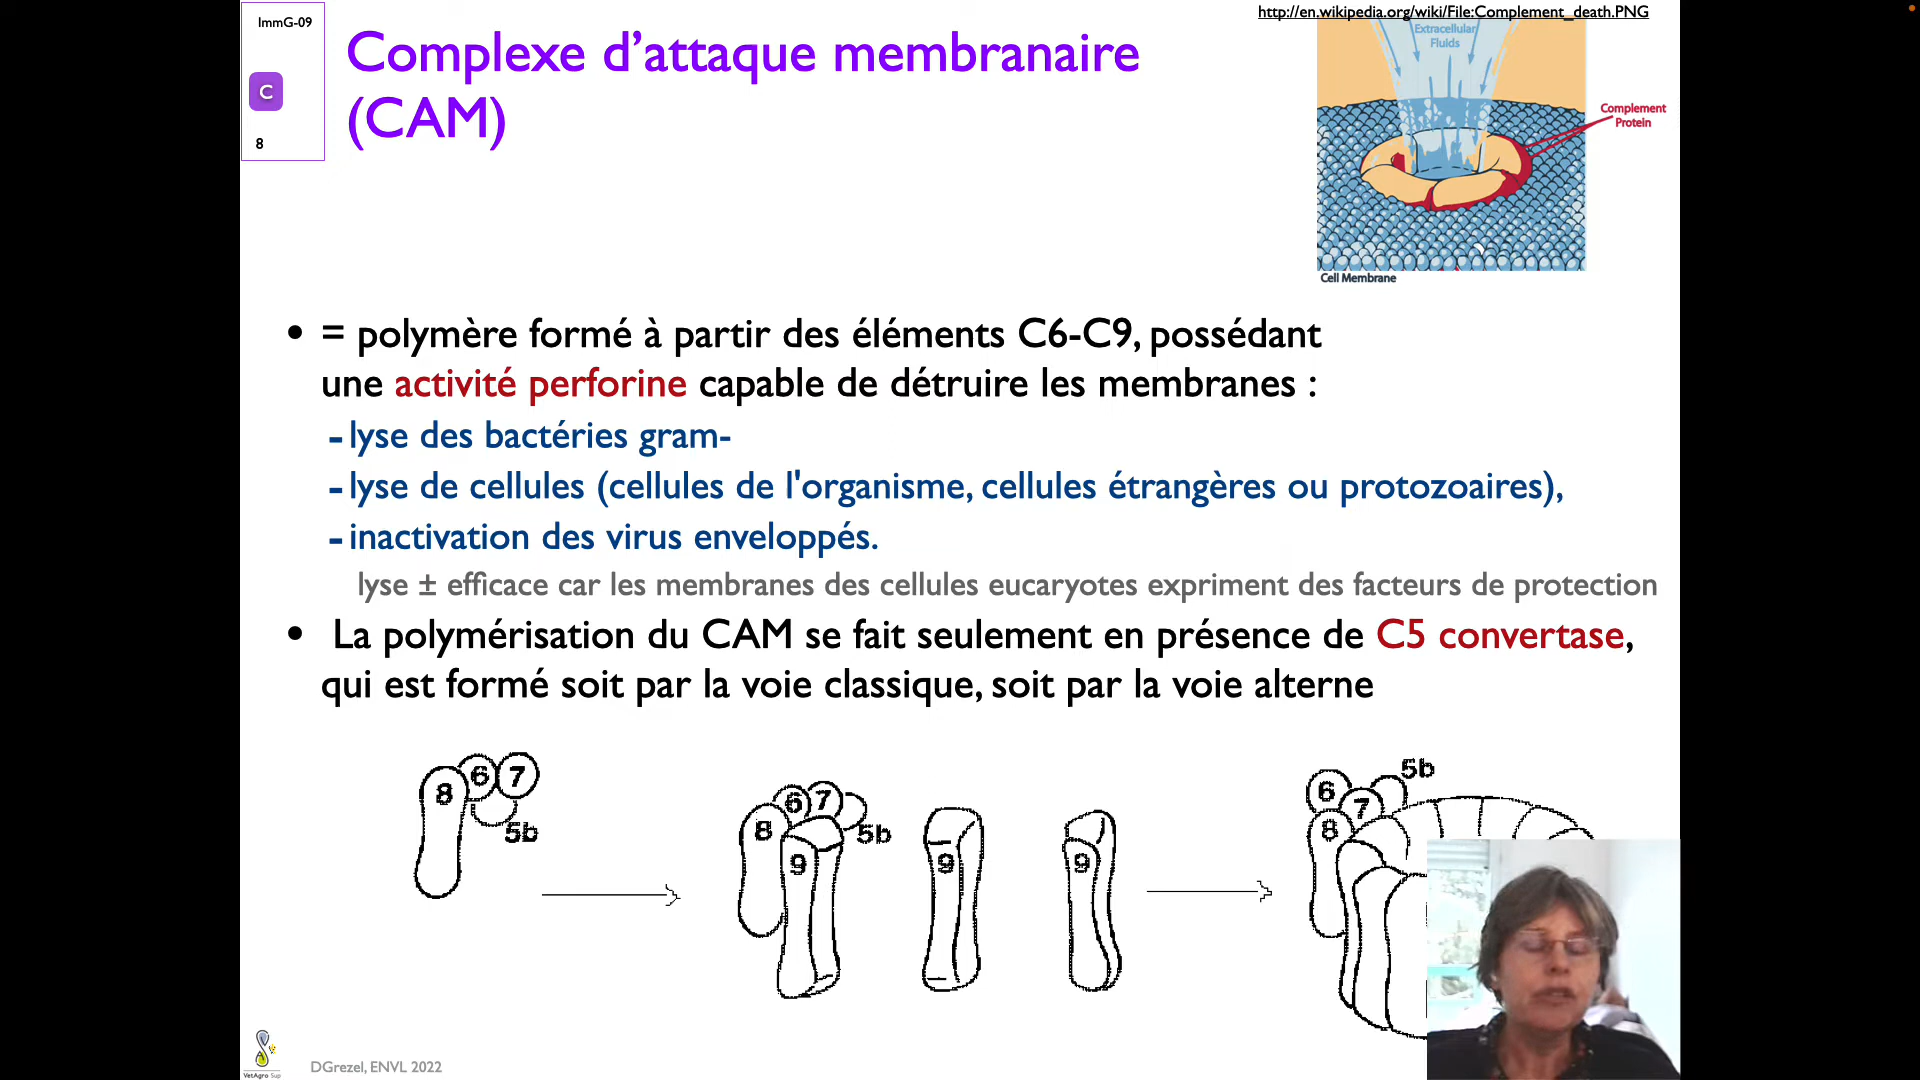 ImmG-09
C
8
Complexe d’attaque membranaire
(CAM)
http://en.wikipedia.org/wiki/File:Complement_death.PNG
Extracellular
Fluids
Complement
Protein
Cell Membrane
• = polymère formé à partir des éléments C6-C9, possédant
une activité perforine capable de détruire les membranes :
- lyse des bactéries gram-
- lyse de cellules (cellules de l'organisme, cellules étrangères ou protozoaires),
- inactivation des virus enveloppés.
lyse ± efficace car les membranes des cellules eucaryotes expriment des facteurs de protection
• La polymérisation du CAM se fait seulement en présence de C5 convertase,
qui est formé soit par la voie classique, soit par la voie alterne
8 6 7
5b
8 6 7
5b
9
9
9
5b
6
7
8
VetAgro Sup
DGrezel, ENVL 2022